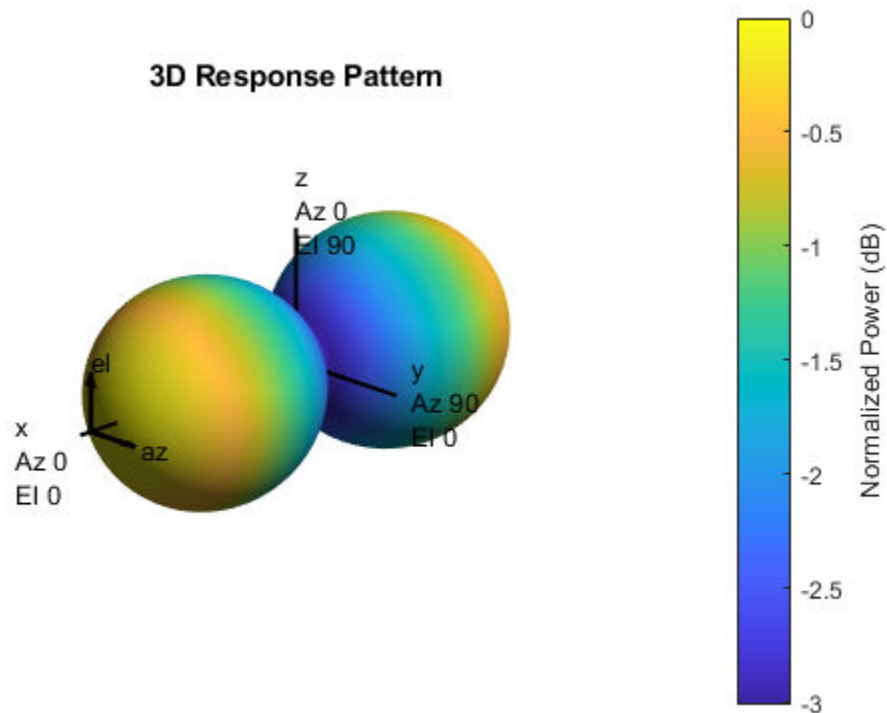 3D Response Pattern
z
Az 0
El 90
el
x
Az 0
El 0
az
y
Az 90
El 0
0
-0.5
-1
-1.5
-2
-2.5
-3
Normalized Power (dB)